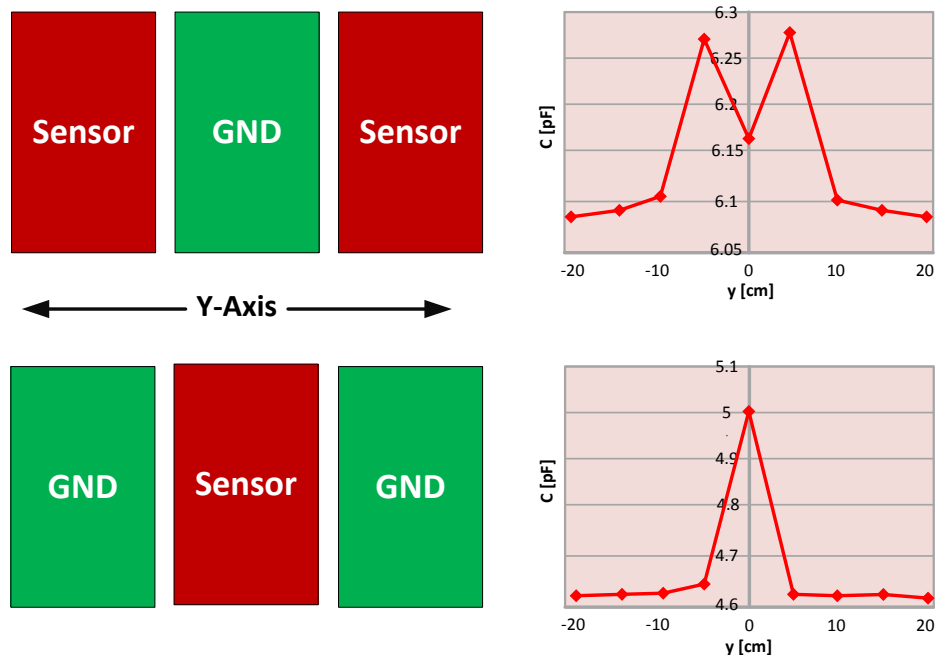 Sensor
GND
Sensor
C [pF]
6.3
6.25
6.2
6.15
6.1
6.05
-20
-10
0
10
20
y [cm]
Y-Axis
GND
Sensor
GND
C [pF]
5.1
5
4.9
4.8
4.7
4.6
-20
-10
0
10
20
y [cm]